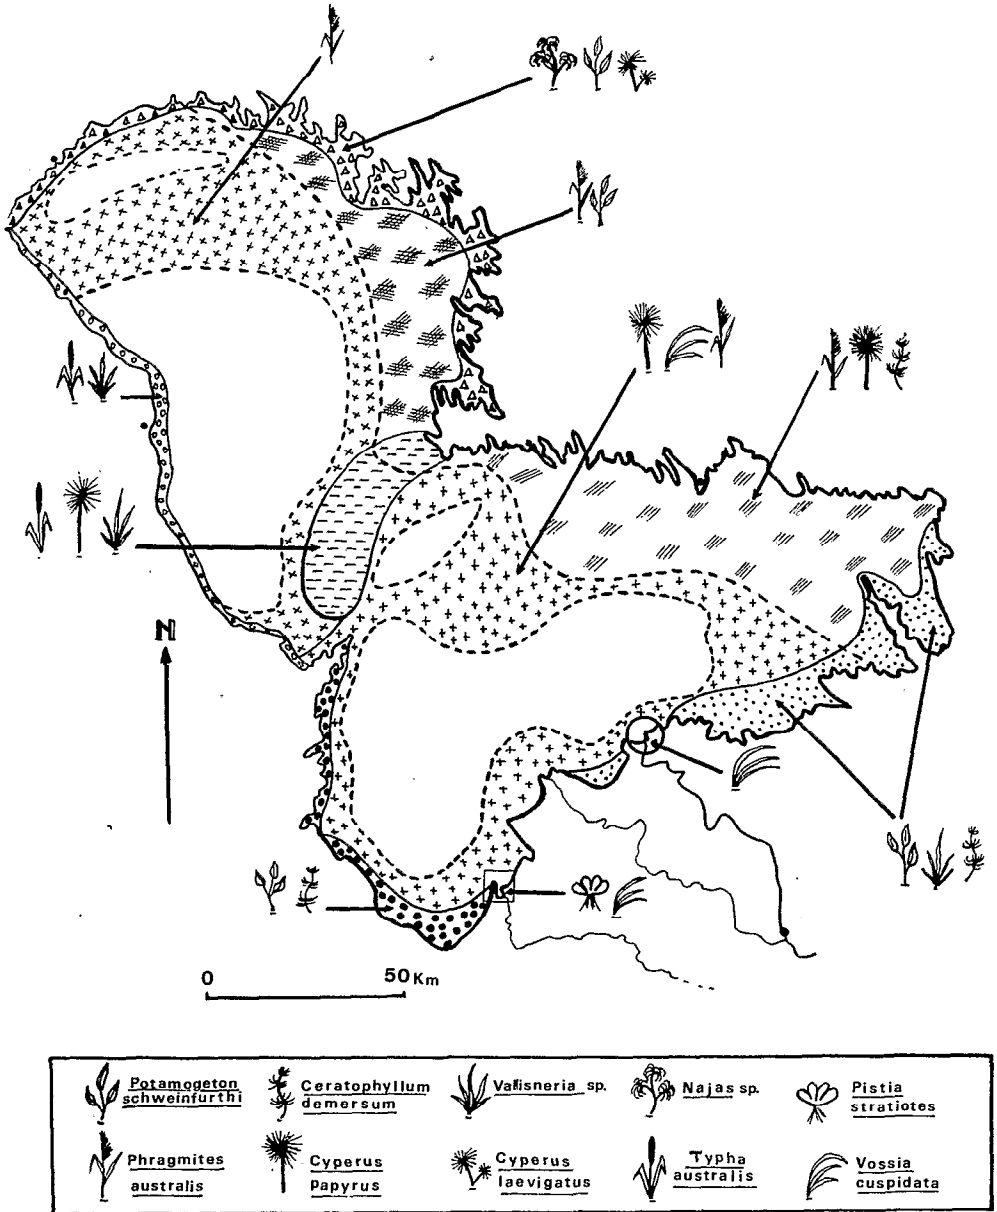 N
0 50 Km
Potamogeton
schweinfurthi
Ceratophyllum
demersum
Vallisneria sp.
Najas sp.
Pistia
stratiotes
Phragmites
australis
Cyperus
Papyrus
Cyperus
laevigatus
Typha
australis
Vossia
cuspidata